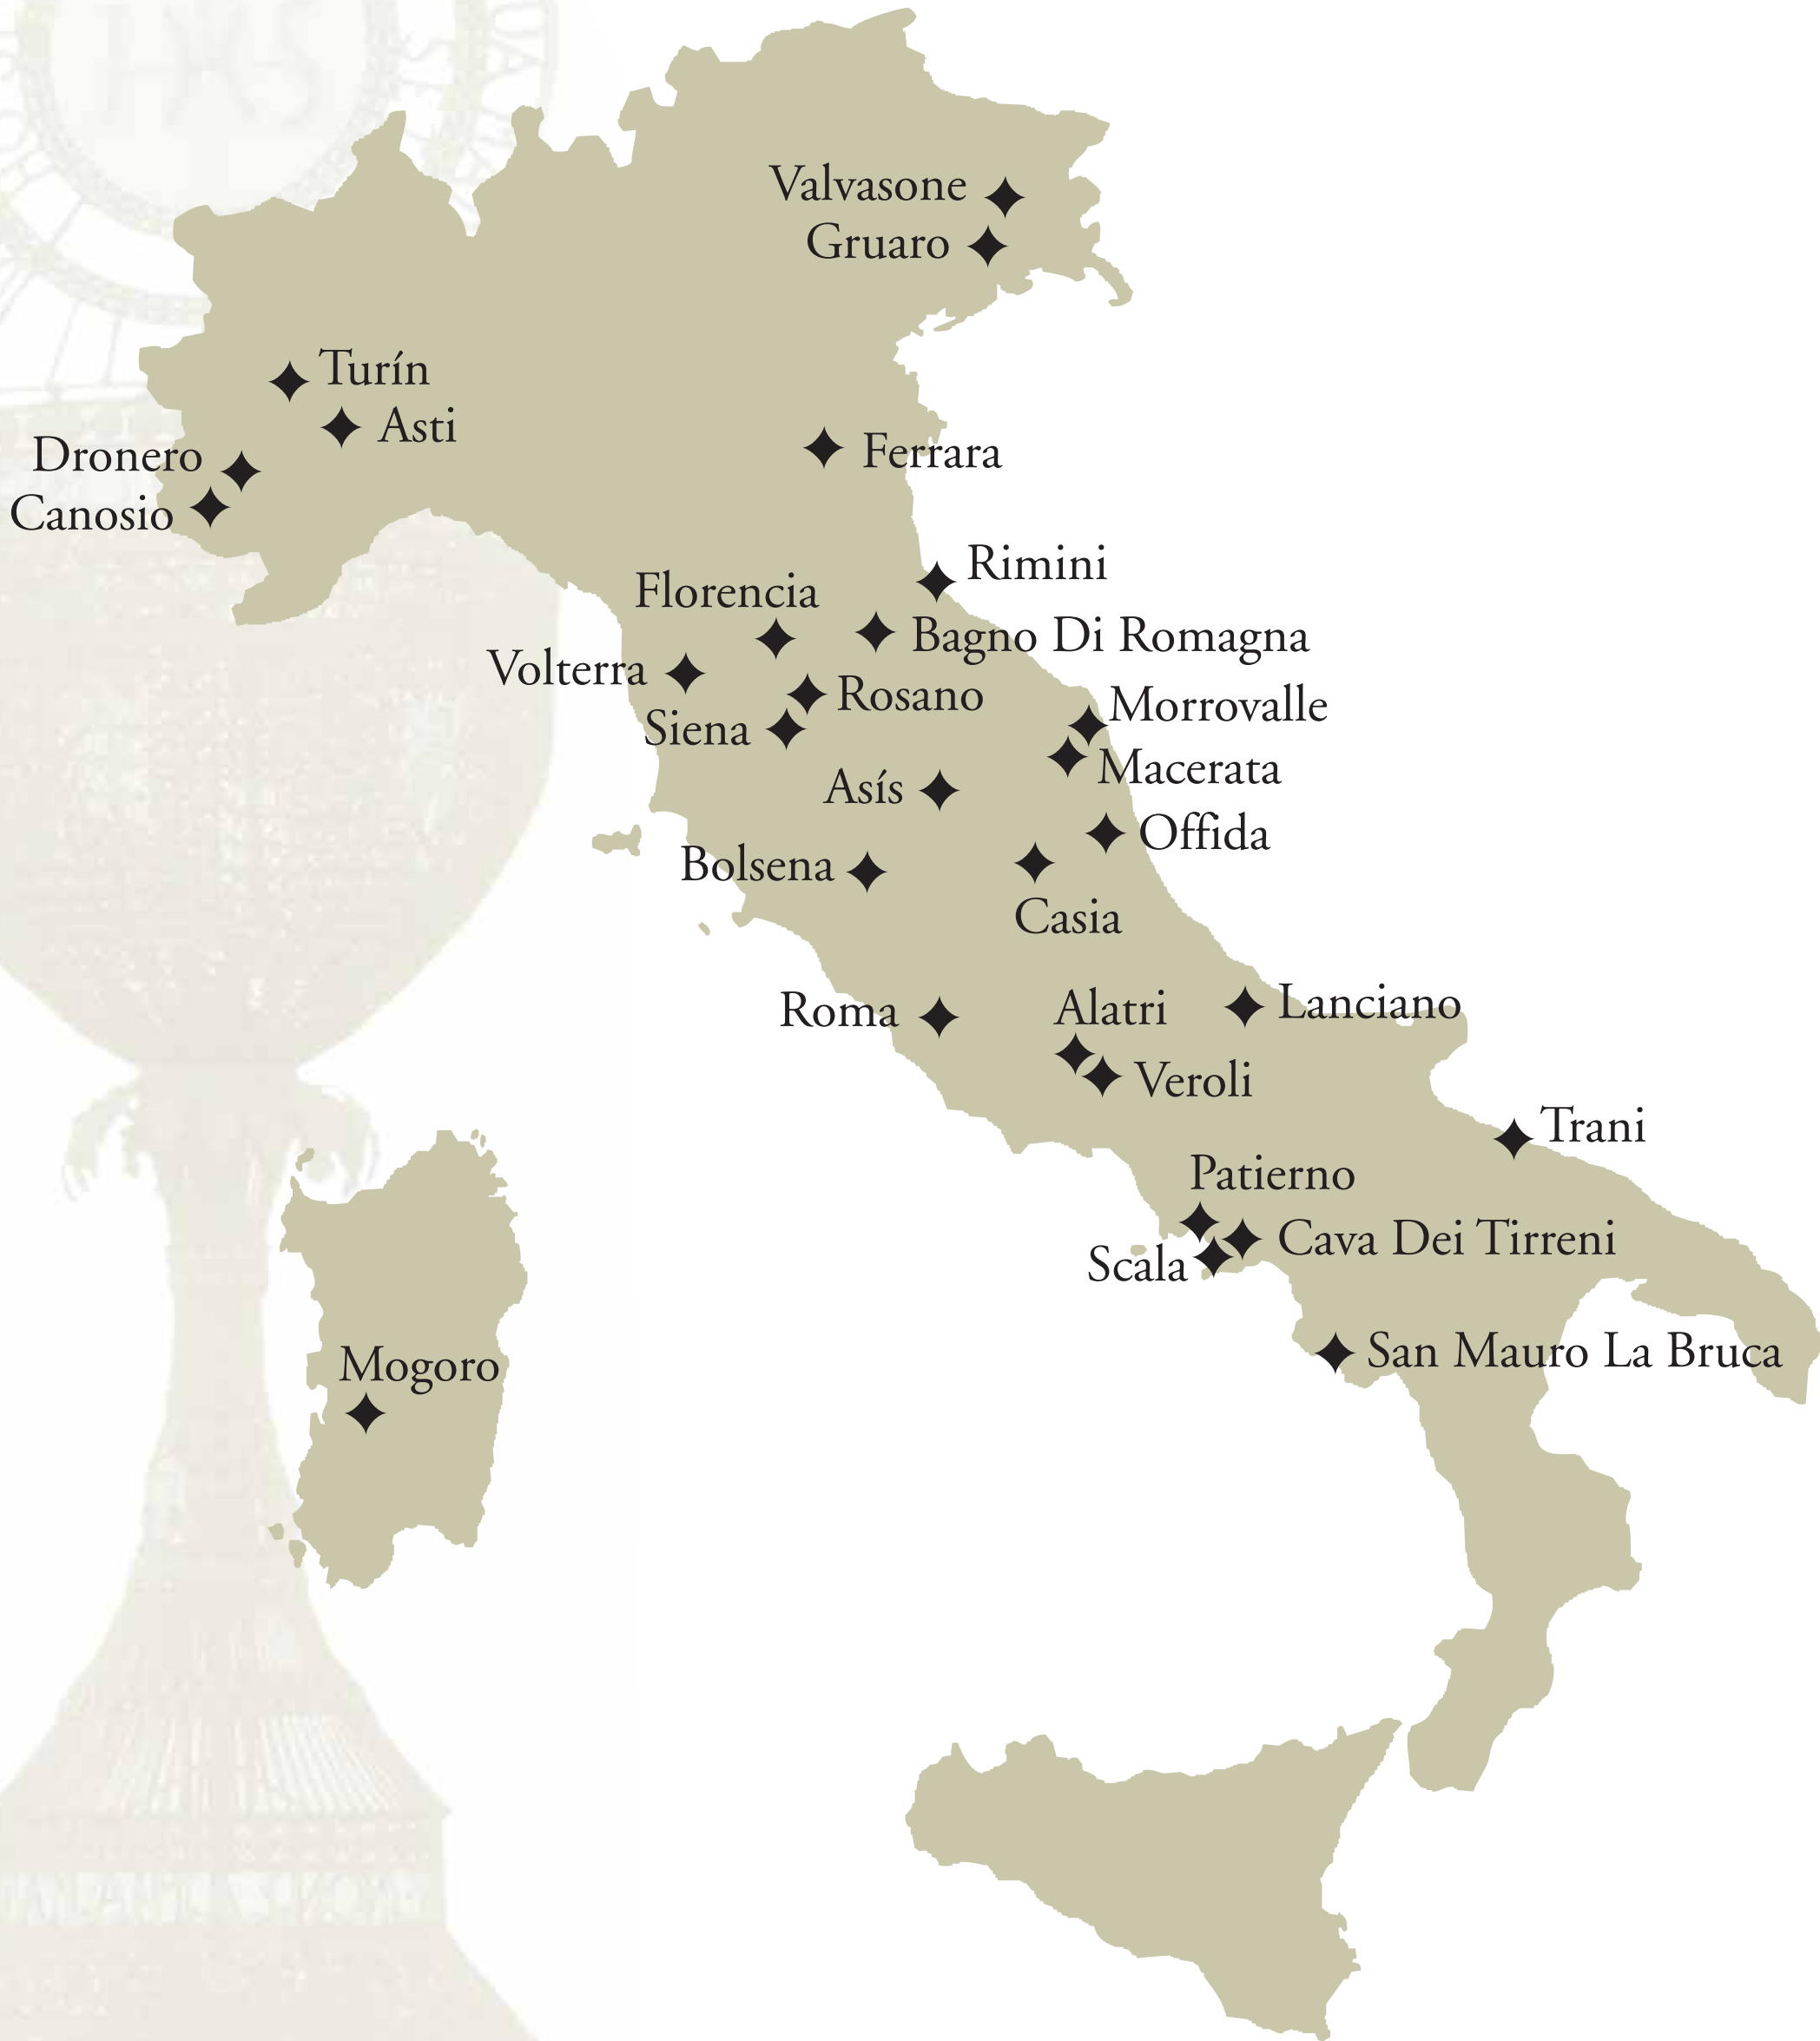 Valvasone
Gruaro
Turín
Asti
Dronero
Canosio
Ferrara
Rimini
Florencia
Bagno Di Romagna
Volterra
Rosano
Siena
Morrovalle
Macerata
Asís
Offida
Bolsena
Casia
Roma
Alatri
Lanciano
Veroli
Trani
Patierno
Cava Dei Tirreni
Scala
San Mauro La Bruca
Mogoro